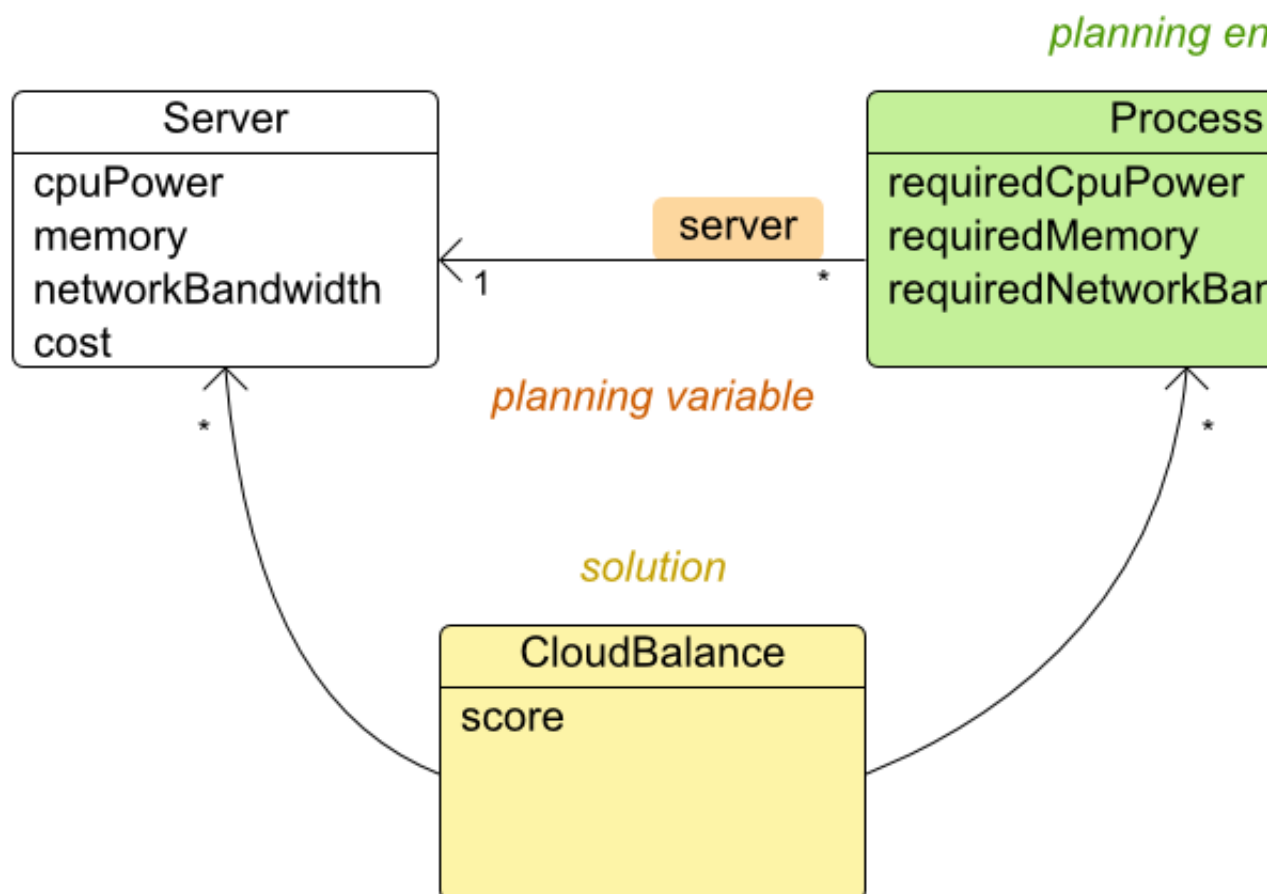 planning en
Server
cpuPower
memory
networkBandwidth
cost
server
1
*
Process
requiredCpuPower
requiredMemory
requiredNetworkBan
planning variable
*
*
solution
CloudBalance
score